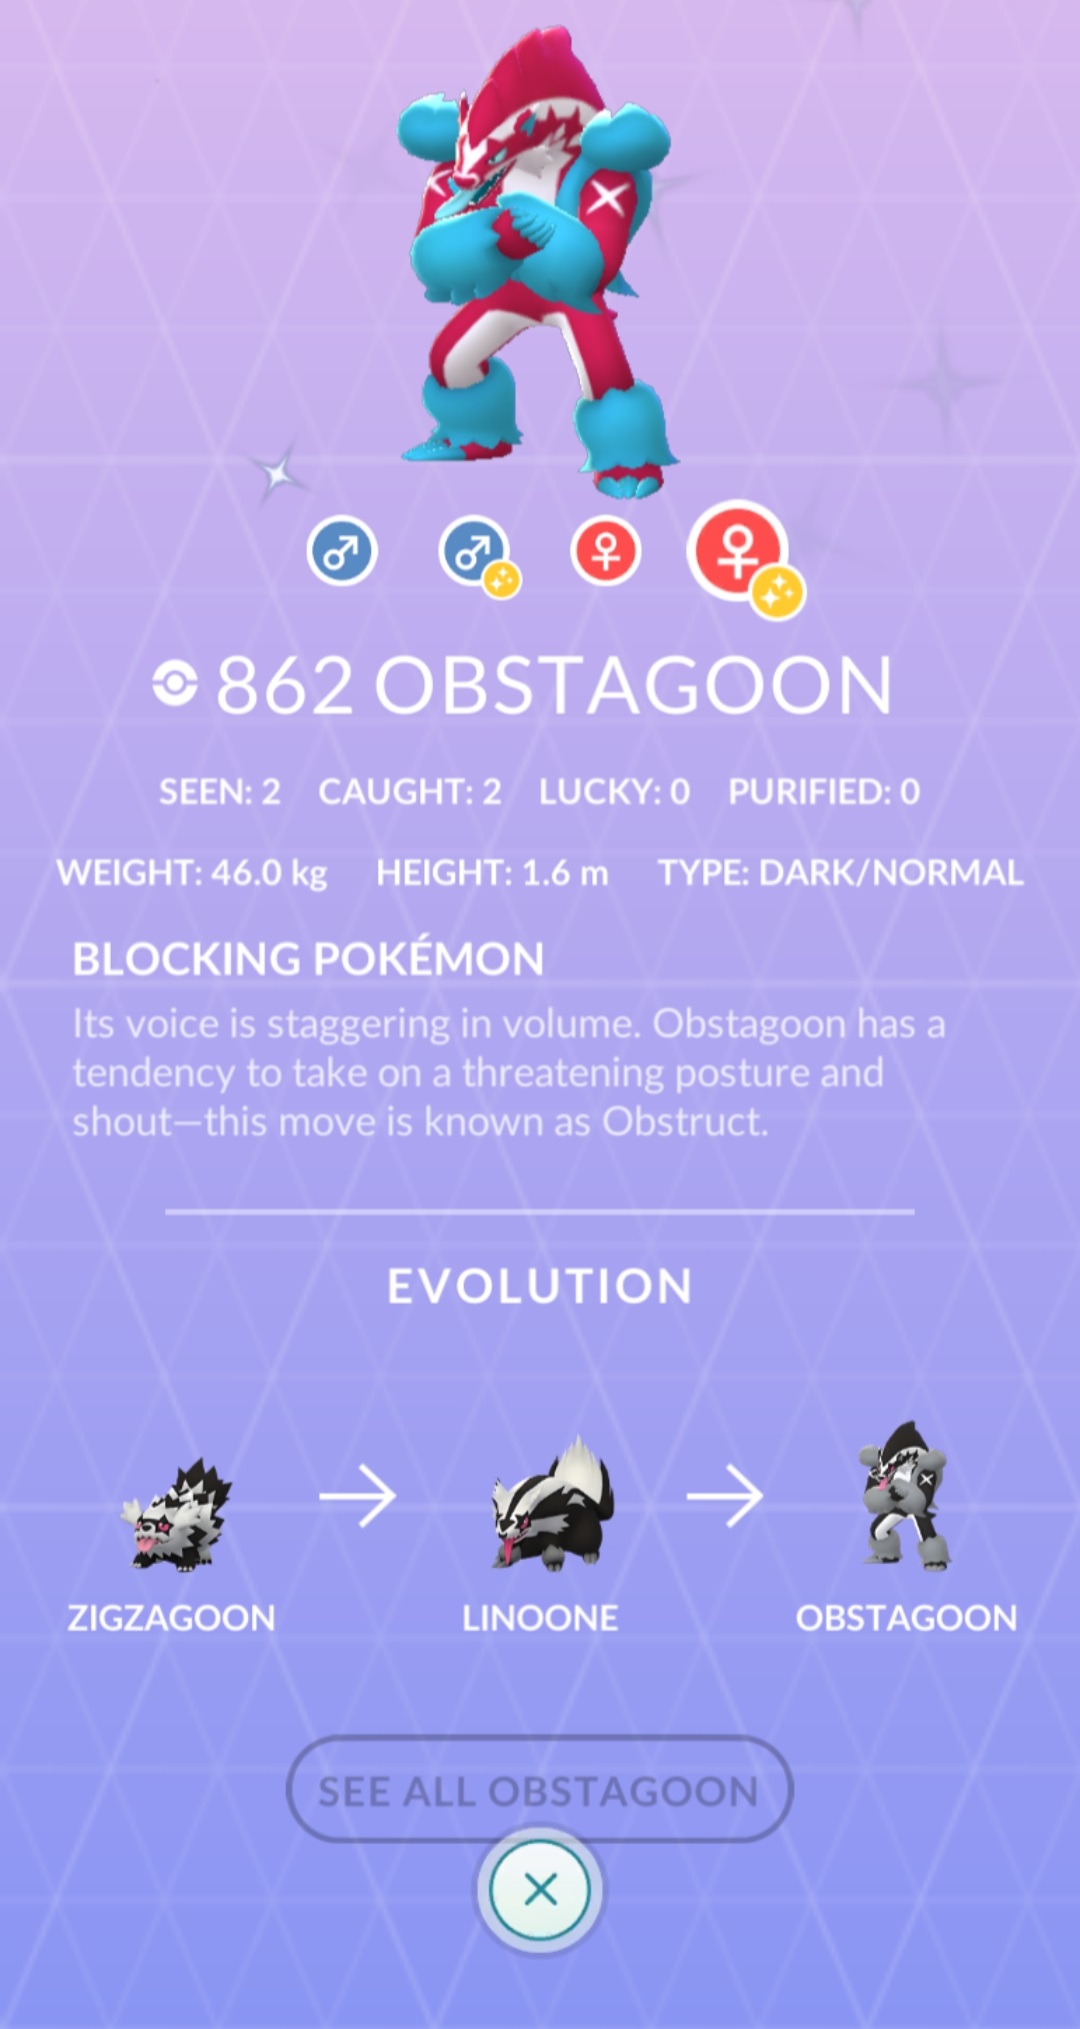 862 OBSTAGOON
SEEN: 2 CAUGHT: 2 LUCKY: 0 PURIFIED: 0
WEIGHT: 46.0 kg HEIGHT: 1.6 m TYPE: DARK/NORMAL
BLOCKING POKÉMON
Its voice is staggering in volume. Obstagoon has a
tendency to take on a threatening posture and
shout—this move is known as Obstruct.
EVOLUTION
ZIGZAGOON LINOONE OBSTAGOON
SEE ALL OBSTAGOON